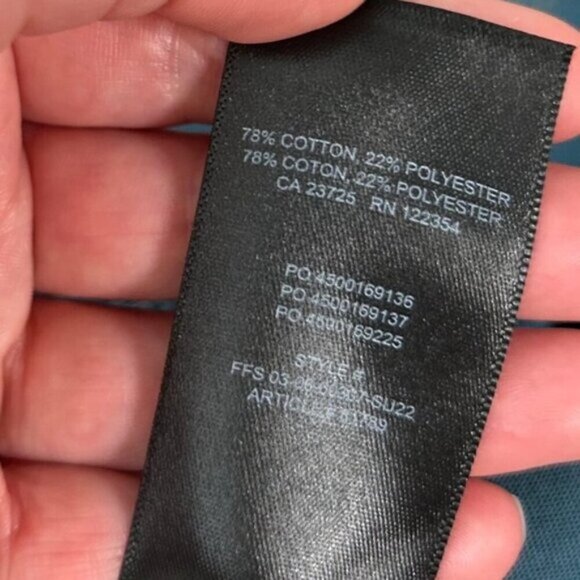 78% COTTON, 22% POLYESTER
78% COTON, 22% POLYESTER
CA 23725 RN 122354
PO 4500169136
PO 4500169137
PO 4500169225
STYLE #
FFS